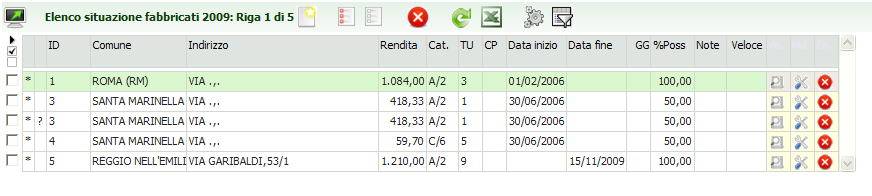 Elenco situazione fabbricati 2009: Riga 1 di 5
ID Comune Indirizzo Rendita Cat. TU CP Data inizio Data fine GG %Poss Note Veloce
* 1 ROMA (RM) VIA .,. 1.084,00 A/2 3 01/02/2006 100,00
* 3 SANTA MARINELLA VIA .,. 418,33 A/2 1 30/06/2006 50,00
* ? 3 SANTA MARINELLA VIA .,. 418,33 A/2 1 30/06/2006 50,00
* 4 SANTA MARINELLA VIA .,. 59,70 C/6 5 30/06/2006 50,00
* 5 REGGIO NELL'EMILI VIA GARIBALDI,53/1 1.210,00 A/2 9 15/11/2009 100,00